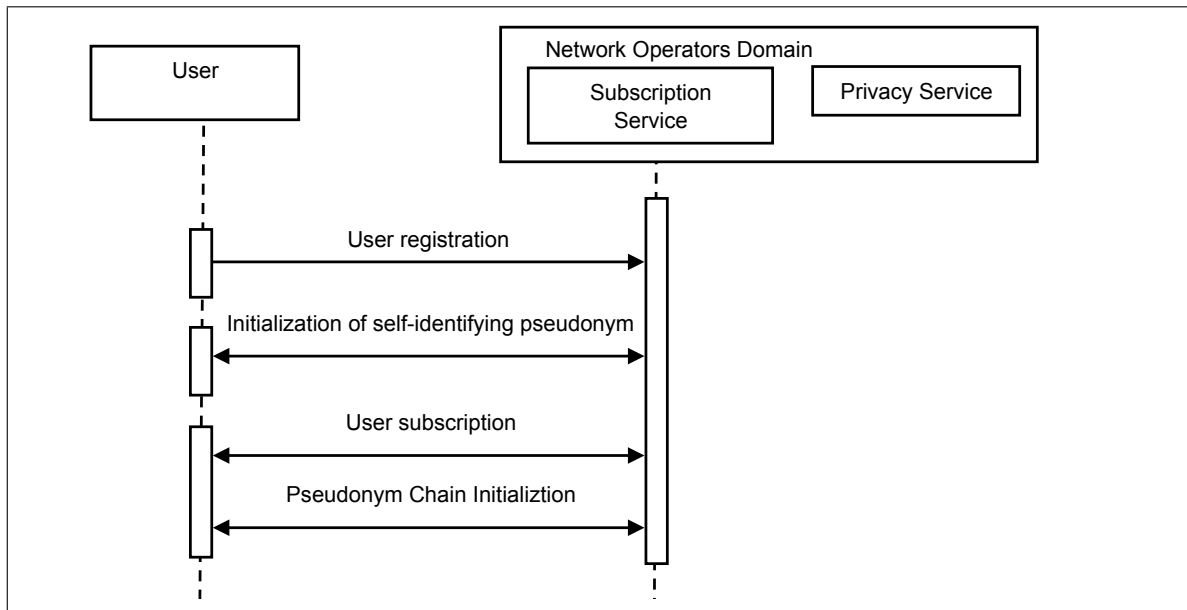 User
Network Operators Domain
Subscription
Service
Privacy Service
User registration
Initialization of self-identifying pseudonym
User subscription
Pseudonym Chain Initializtion